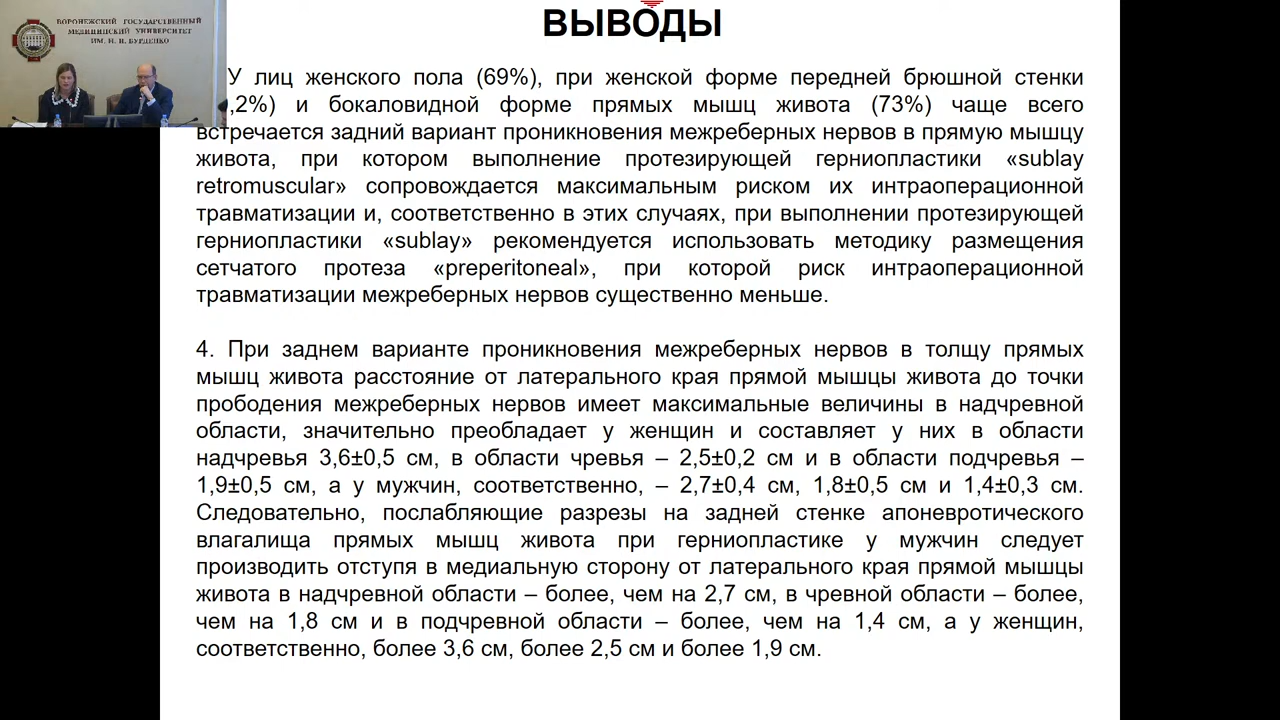 ВОРОНЕЖСКИЙ ГОСУДАРСТВЕННЫЙ
МЕДИЦИНСКИЙ УНИВЕРСИТЕТ
ИМ. Н. Н. БУРДЕНКО
ВЫВОДЫ
У лиц женского пола (69%), при женской форме передней брюшной стенки
,2%) и бокаловидной форме прямых мышц живота (73%) чаще всего
встречается задний вариант проникновения межреберных нервов в прямую мышцу
живота, при котором выполнение протезирующей герниопластики «sublay
retromuscular» сопровождается максимальным риском их интраоперационной
травматизации и, соответственно в этих случаях, при выполнении протезирующей
герниопластики «sublay» рекомендуется использовать методику размещения
сетчатого протеза «preperitoneal», при которой риск интраоперационной
травматизации межреберных нервов существенно меньше.
4. При заднем варианте проникновения межреберных нервов в толщу прямых
мышц живота расстояние от латерального края прямой мышцы живота до точки
прободения межреберных нервов имеет максимальные величины в надчревной
области, значительно преобладает у женщин и составляет у них в области
надчревья 3,6±0,5 см, в области чревья – 2,5±0,2 см и в области подчревья –
1,9±0,5 см, а у мужчин, соответственно, – 2,7±0,4 см, 1,8±0,5 см и 1,4±0,3 см.
Следовательно, послабляющие разрезы на задней стенке апоневротического
влагалища прямых мышц живота при герниопластике у мужчин следует
производить отступя в медиальную сторону от латерального края прямой мышцы
живота в надчревной области – более, чем на 2,7 см, в чревной области – более,
чем на 1,8 см и в подчревной области – более, чем на 1,4 см, а у женщин,
соответственно, более 3,6 см, более 2,5 см и более 1,9 см.